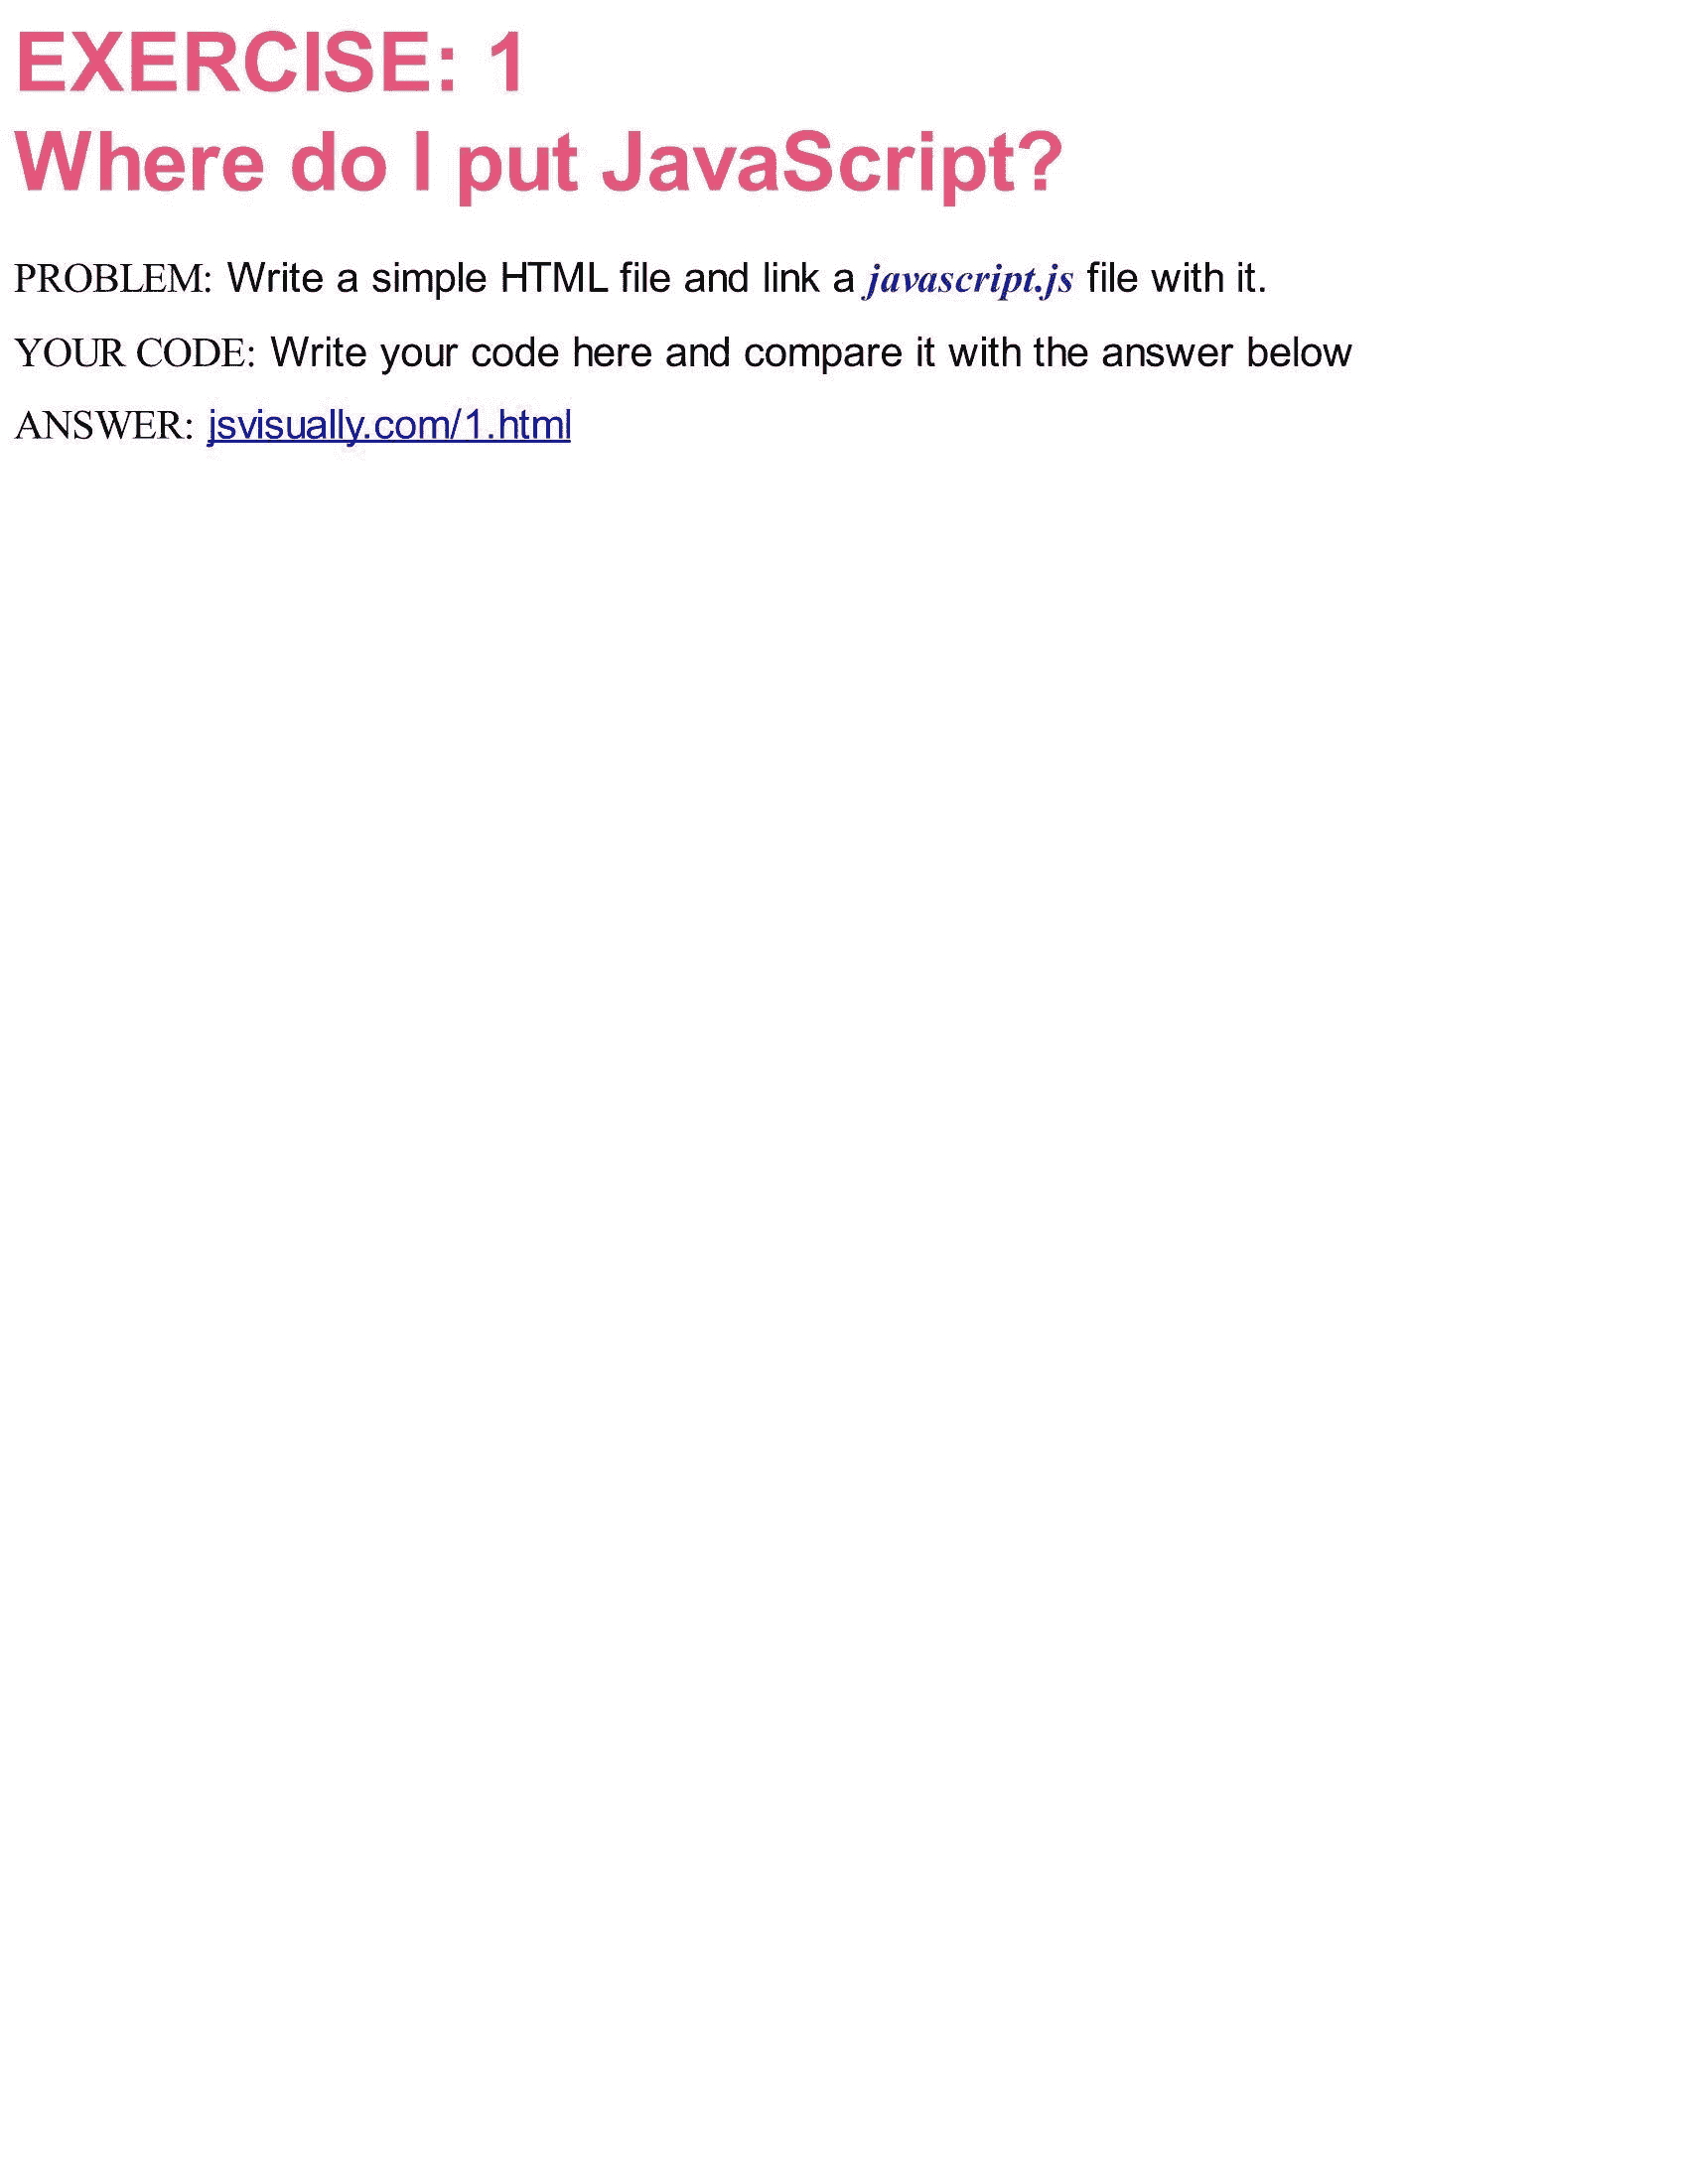 EXERCISE: 1
Where do I put JavaScript?
PROBLEM: Write a simple HTML file and link a javascript.js file with it.
YOUR CODE: Write your code here and compare it with the answer below
ANSWER: jsvisually.com/1.html